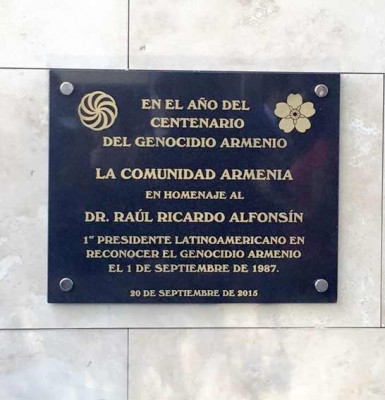 EN EL AÑO DEL
CENTENARIO
DEL GENOCIDIO ARMENIO
LA COMUNIDAD ARMENIA
EN HOMENAJE AL
DR. RAÚL RICARDO ALFONSÍN
1er PRESIDENTE LATINOAMERICANO EN
RECONOCER EL GENOCIDIO ARMENIO
EL 1 DE SEPTIEMBRE DE 1987.
20 DE SEPTIEMBRE DE 2015